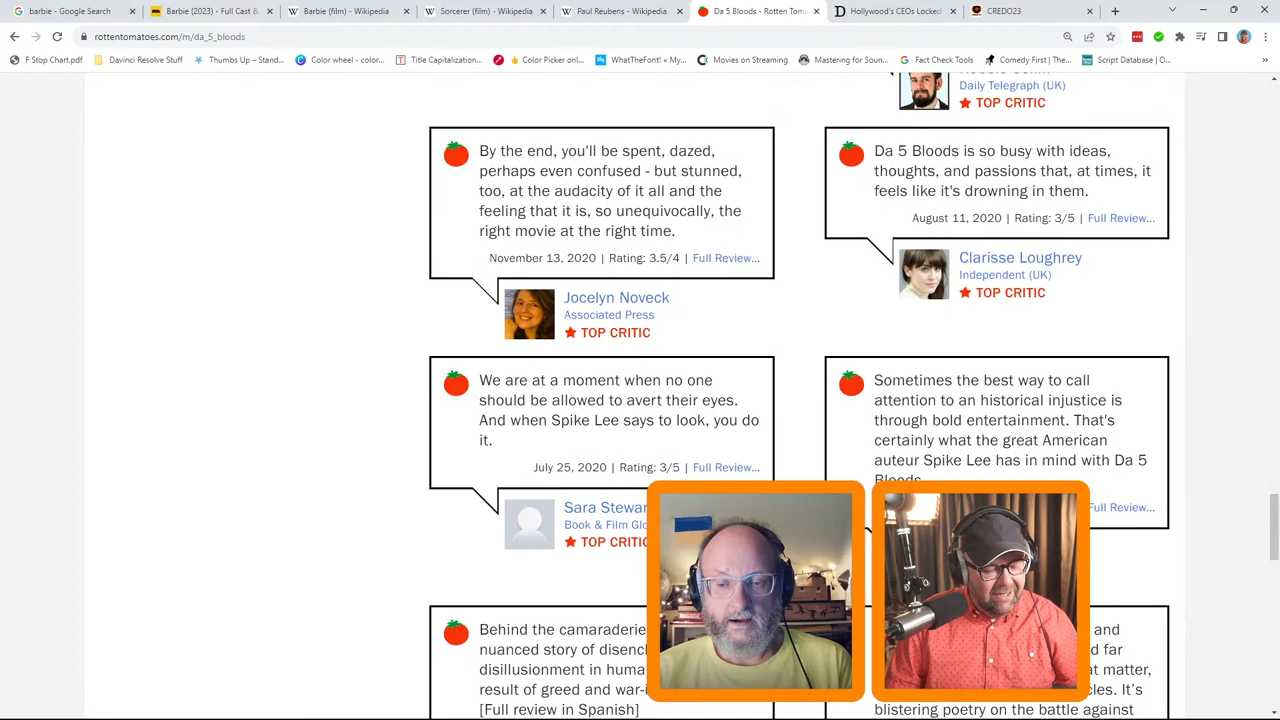 barbie - Google Search
Barbie (2023) - Full Cast &
Barbie (film) - Wikipedia
Sorcerer (film) - Wikipedia
Paul Reubens - Wikipedia
Da 5 Bloods - Rotten Toma
Hollywood's CEOs Locked
CREDO23
rottentomatoes.com/m/da_5_bloods
F Stop Chart.pdf
Davinci Resolve Stuff
Thumbs Up – Stand...
Color wheel - color...
Title Capitalization...
Color Picker onl...
WhatTheFont! « My...
Movies on Streaming
Mastering for Soun...
Fact Check Tools
Comedy First | The...
Script Database | O...
Daily Telegraph (UK)
TOP CRITIC
By the end, you'll be spent, dazed,
perhaps even confused - but stunned,
too, at the audacity of it all and the
feeling that it is, so unequivocally, the
right movie at the right time.
November 13, 2020 | Rating: 3.5/4 | Full Review...
Jocelyn Noveck
Associated Press
TOP CRITIC
Da 5 Bloods is so busy with ideas,
thoughts, and passions that, at times, it
feels like it's drowning in them.
August 11, 2020 | Rating: 3/5 | Full Review...
Clarisse Loughrey
Independent (UK)
TOP CRITIC
We are at a moment when no one
should be allowed to avert their eyes.
And when Spike Lee says to look, you do
it.
July 25, 2020 | Rating: 3/5 | Full Review...
Sara Stewar
Book & Film Glo
TOP CRITIC
Sometimes the best way to call
attention to an historical injustice is
through bold entertainment. That's
certainly what the great American
auteur Spike Lee has in mind with Da 5
Bloods
Full Review...
Behind the camaraderie
nuanced story of disench
disillusionment in huma
result of greed and war-i
[Full review in Spanish]
and
d far
at matter,
cles. It's
blistering poetry on the battle against